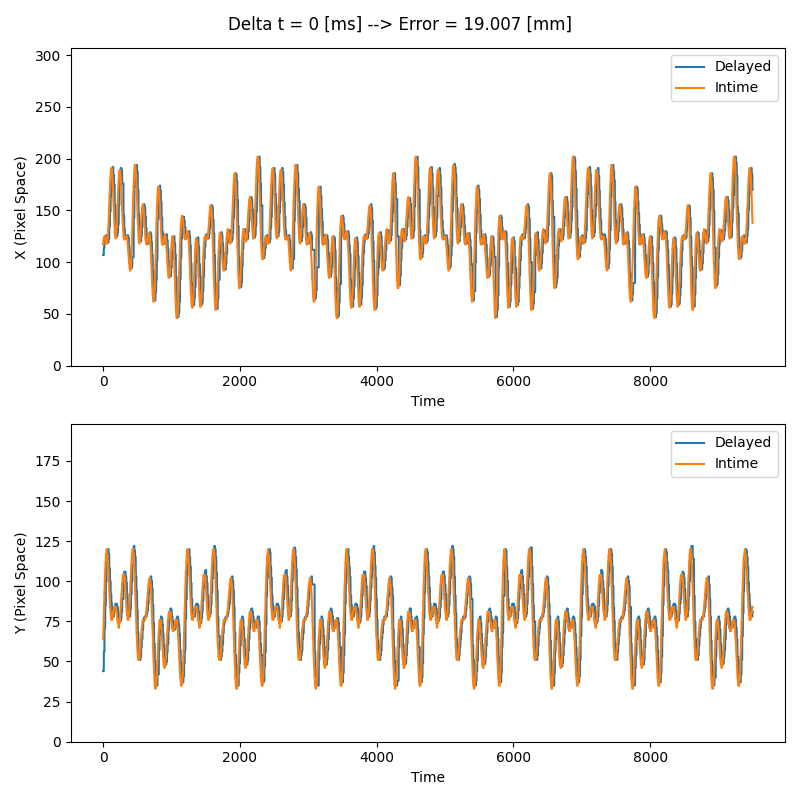 Delta t = 0 [ms] --> Error = 19.007 [mm]
300
250
200
150
100
50
0
X (Pixel Space)
Delayed
Intime
0
2000
4000
6000
8000
Time
175
150
125
100
75
50
25
0
Y (Pixel Space)
Delayed
Intime
0
2000
4000
6000
8000
Time